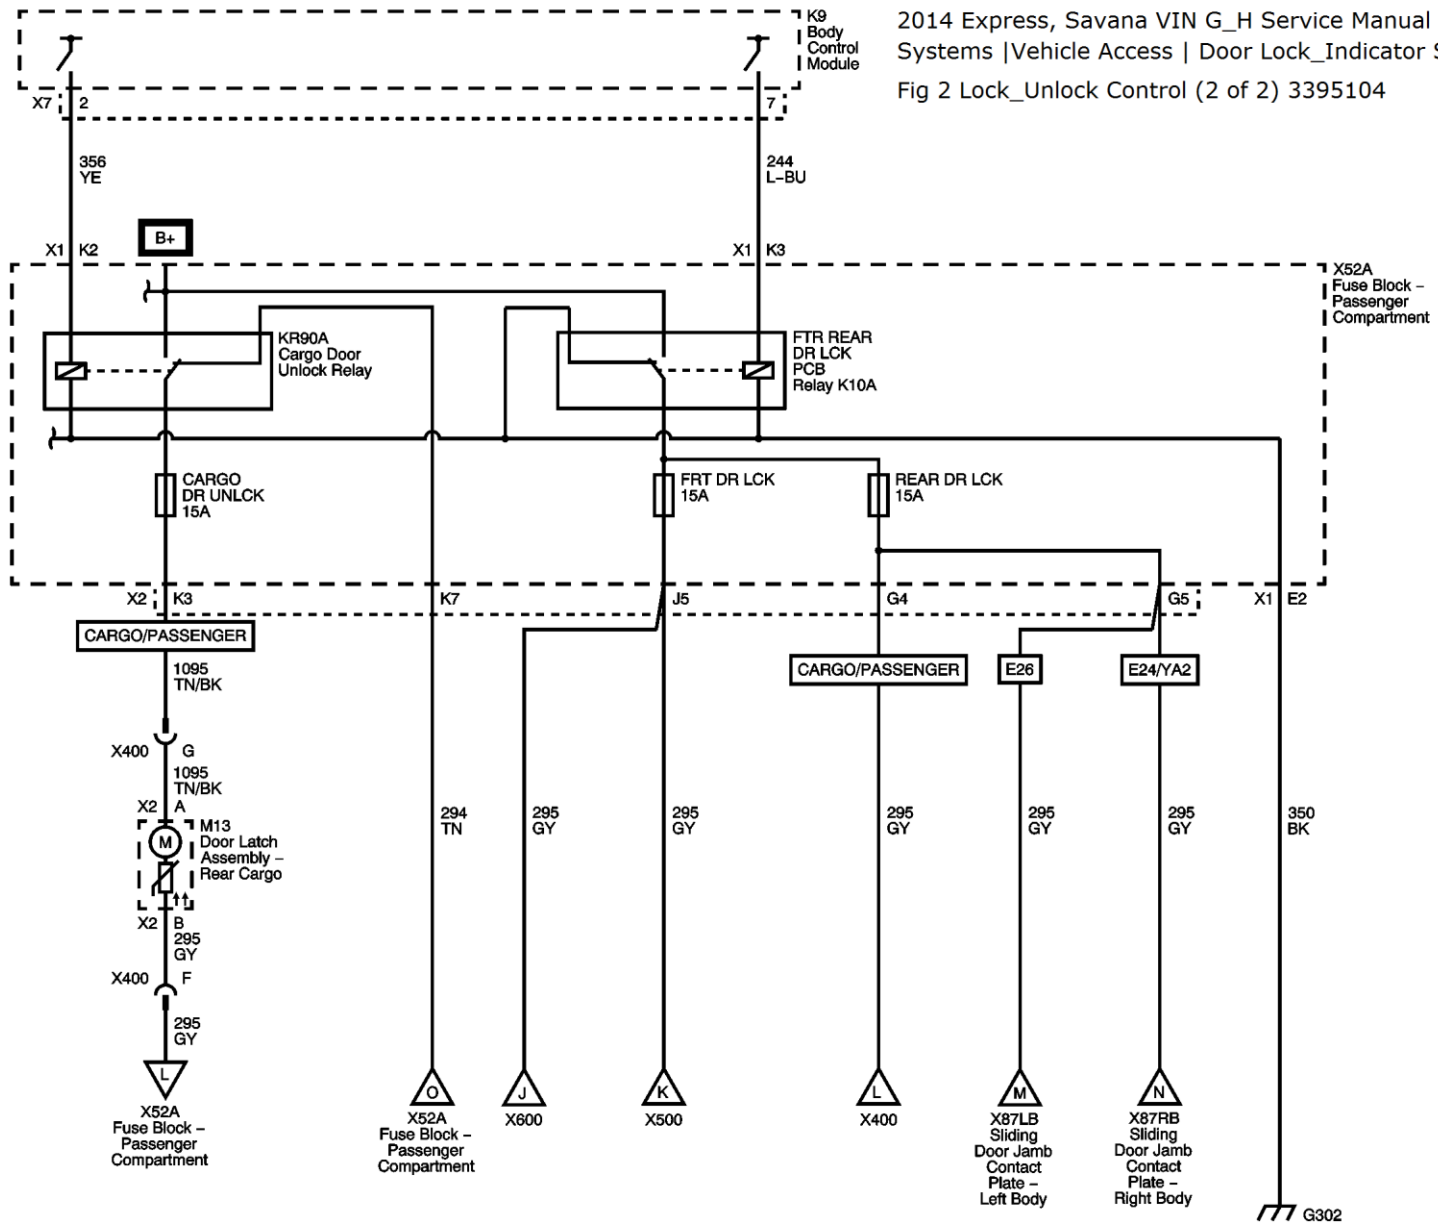 K9
Body
Control
Module
2014 Express, Savana VIN G_H Service Manual
Systems |Vehicle Access | Door Lock_Indicator
Fig 2 Lock_Unlock Control (2 of 2) 3395104
X7 2
7
356
YE
244
L-BU
B+
X1 K2
X1 K3
X52A
Fuse Block –
Passenger
Compartment
KR90A
Cargo Door
Unlock Relay
FTR REAR
DR LCK
PCB
Relay K10A
CARGO
DR UNLCK
15A
FRT DR LCK
15A
REAR DR LCK
15A
X2 K3
K7
J5
G4
G5
X1 E2
CARGO/PASSENGER
CARGO/PASSENGER
E26
E24/YA2
1095
TN/BK
X400 G
1095
TN/BK
X2 A
M13
Door Latch
Assembly –
Rear Cargo
M
X2 B
295
GY
X400 F
295
GY
294
TN
295
GY
295
GY
295
GY
295
GY
295
GY
350
BK
L
X52A
Fuse Block –
Passenger
Compartment
O
X52A
Fuse Block –
Passenger
Compartment
J
X600
K
X500
L
X400
M
X87LB
Sliding
Door Jamb
Contact
Plate –
Left Body
N
X87RB
Sliding
Door Jamb
Contact
Plate –
Right Body
G302